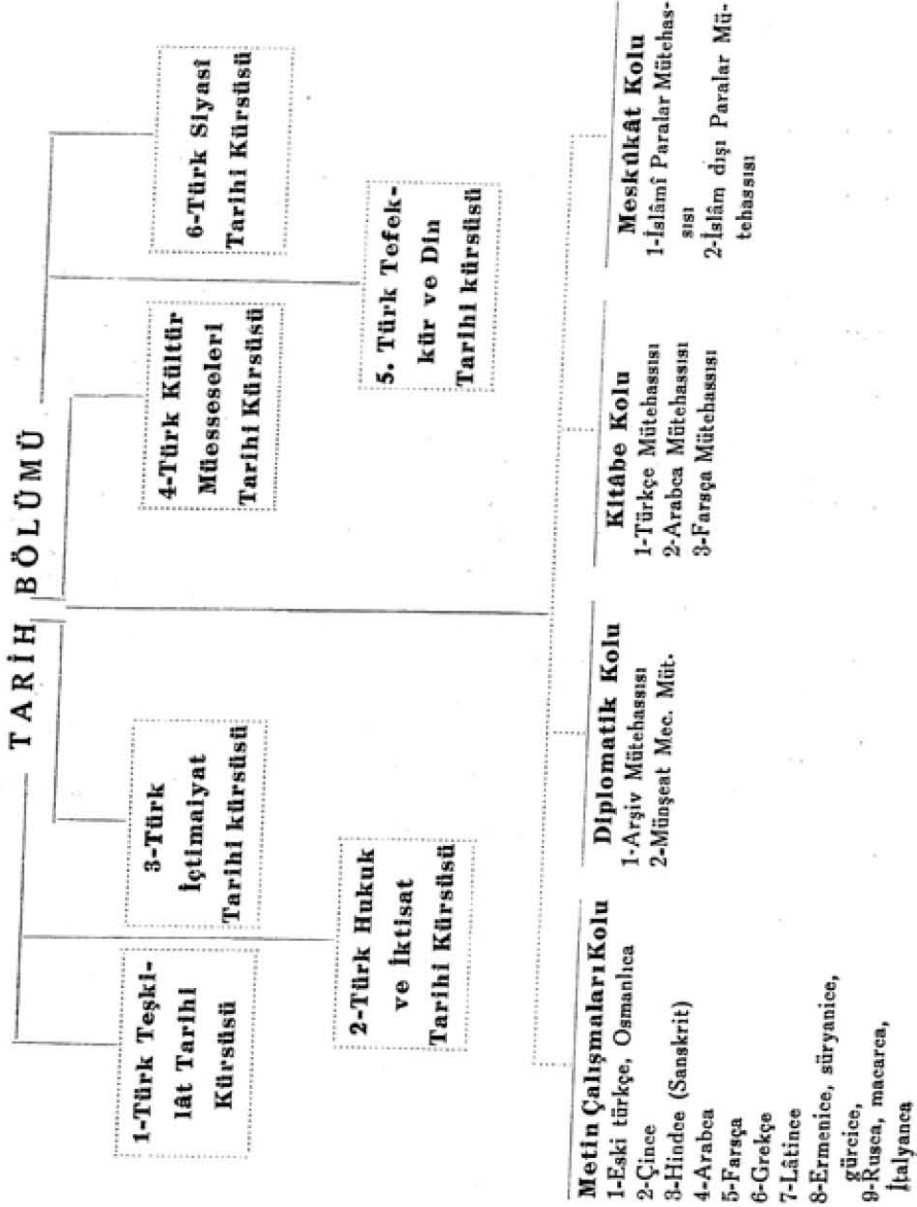 TARİH BÖLÜMÜ
1-Türk Teşki-
lât Tarihi
Kürsüsü
2-Türk Hukuk
ve İktisat
Tarihi Kürsüsü
3-Türk
İçtimaiyat
Tarihi kürsüsü
4-Türk Kültür
Müesseseleri
Tarihi Kürsüsü
5. Türk Tefek-
kür ve Din
Tarihi kürsüsü
6-Türk Siyasî
Tarihi Kürsüsü
Metin Çalışmaları Kolu
1-Eski türkçe, Osmanlıca
2-Çince
3-Hindce (Sanskrit)
4-Arabca
5-Farsça
6-Grekçe
7-Lâtince
8-Ermenice, süryanice,
gürcice,
9-Rusca, macarca,
İtalyanca
Diplomatik Kolu
1-Arşiv Mütehassısı
2-Münşeat Mec. Müt.
Kitâbe Kolu
1-Türkçe Mütehassısı
2-Arabca Mütehassısı
3-Farsça Mütehassısı
Meskûkât Kolu
1-İslâmî Paralar Mütehas-
sısı
2-İslâm dışı Paralar Mü-
tehassısı